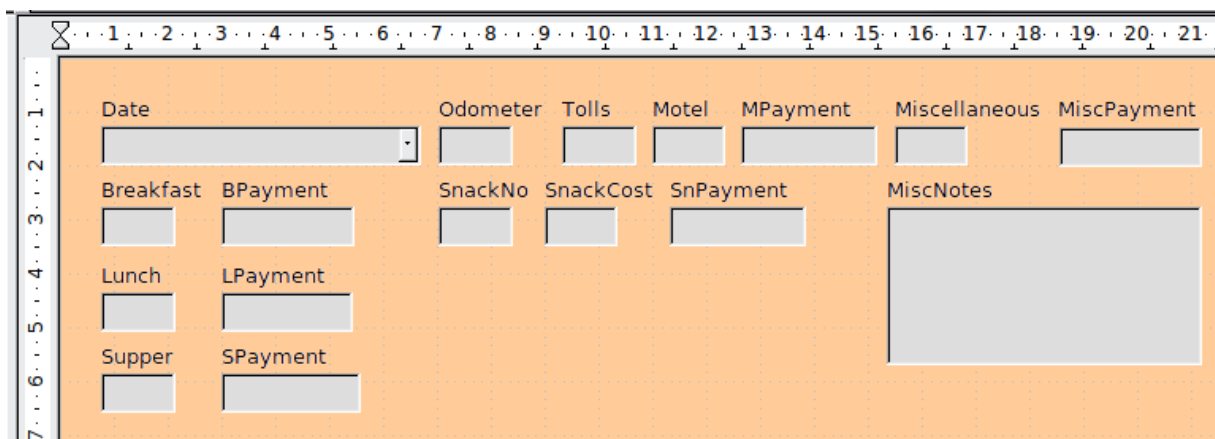 1 2 3 4 5 6 7 8 9 10 11 12 13 14 15 16 17 18 19 20 21
1
Date Odometer Tolls Motel MPayment Miscellaneous MiscPayment
2
Breakfast BPayment SnackNo SnackCost SnPayment MiscNotes
3
4
Lunch LPayment
5
Supper SPayment
6
7